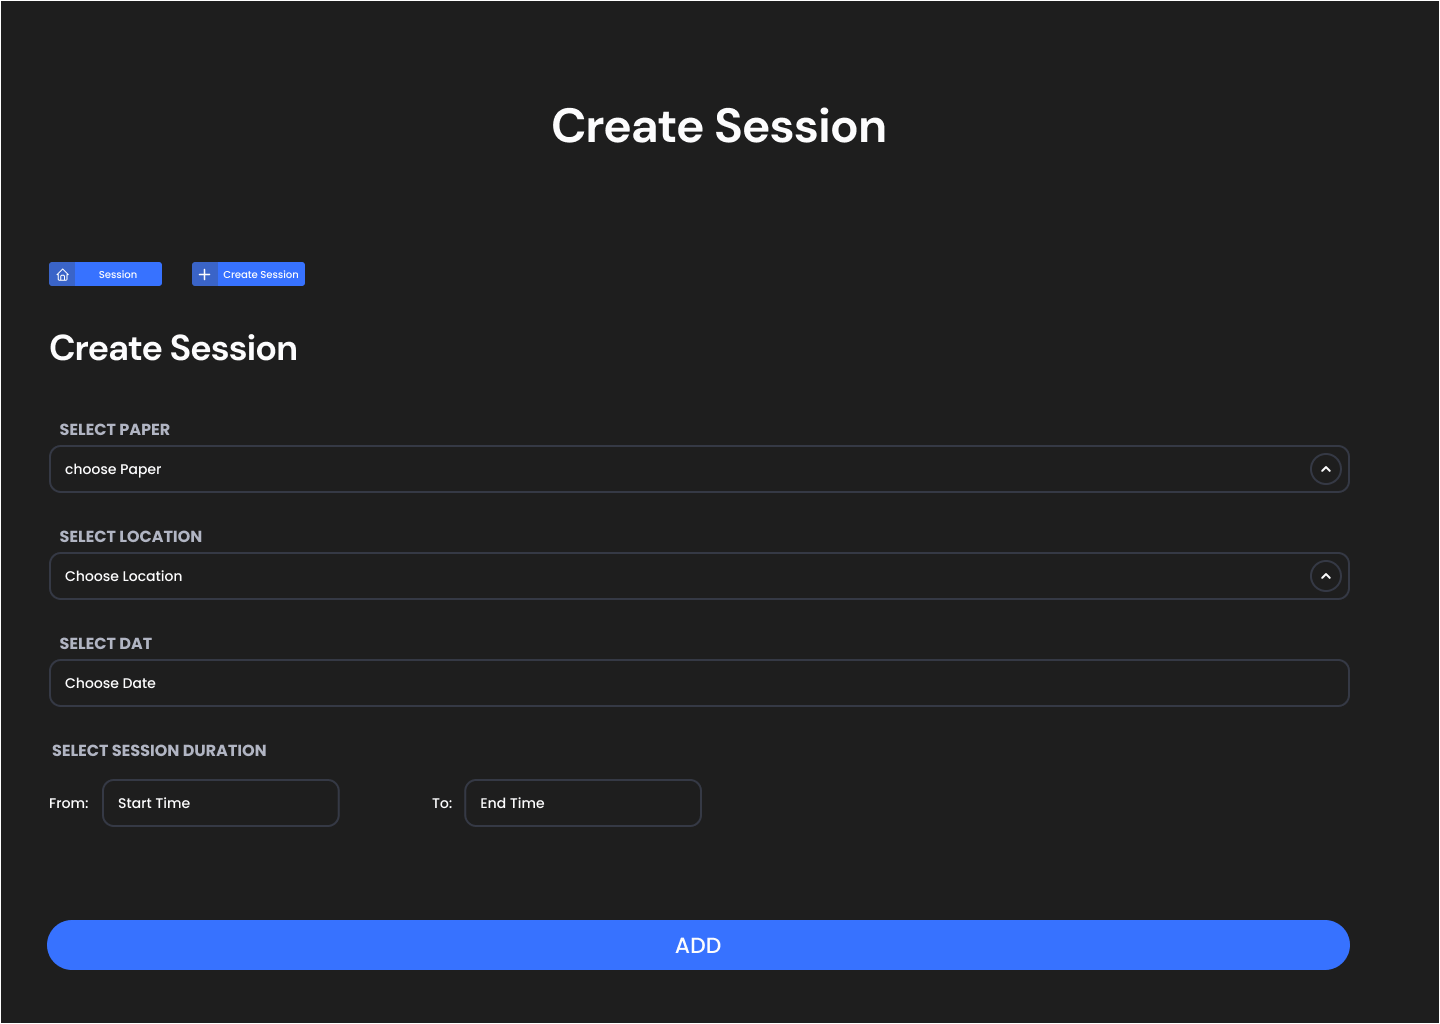 Create Session
Session
Create Session
Create Session
SELECT PAPER
choose Paper
SELECT LOCATION
Choose Location
SELECT DAT
Choose Date
SELECT SESSION DURATION
From: Start Time To: End Time
ADD